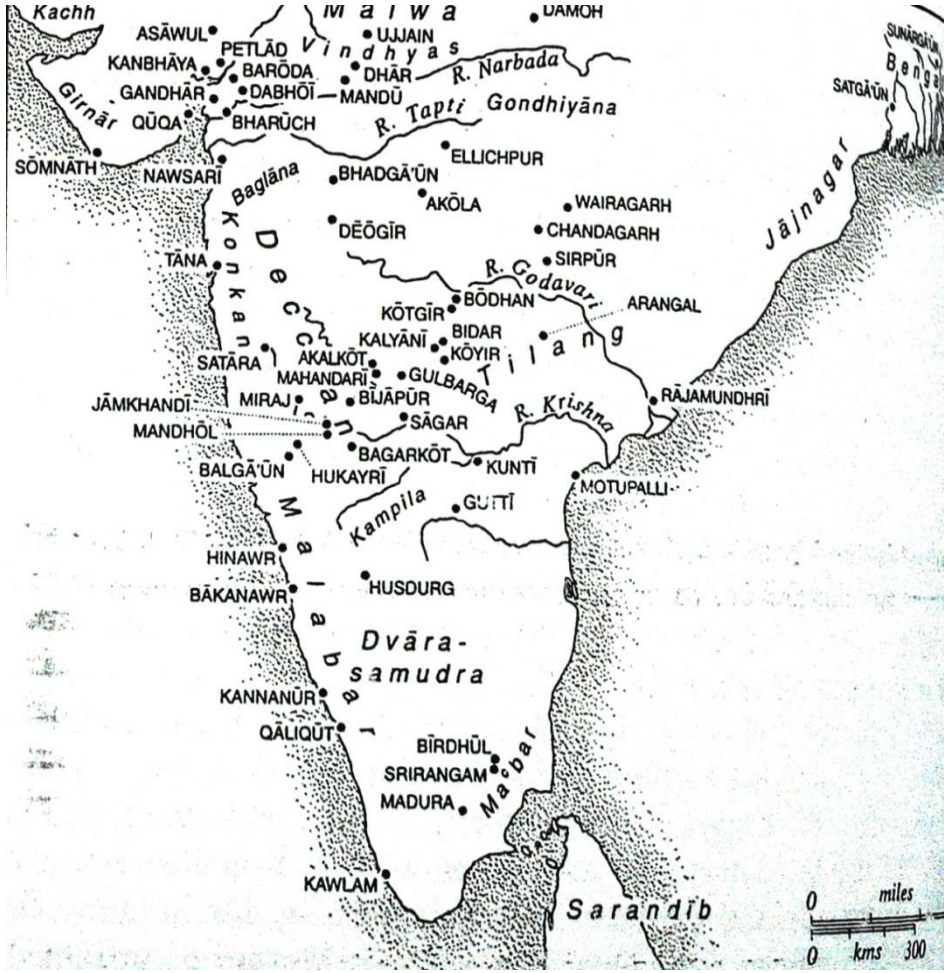 Kachh
Malwa
DAMOH
ASĀWUL
UJJAIN
SUNĀRGĀ'ŪN
PETLĀD
Vindhyas
KANBHĀYA
BARŌDA
DHĀR
R. Narbada
Benga
GANDHĀR
DABHŌĪ
MANDŪ
SATGĀ'ŪN
Girnār
QŪQA
BHARŪCH
R. Tapti
Gondhiyāna
SŌMNĀTH
NAWSARĪ
ELLICHPUR
Baglāna
BHADGĀ'ŪN
AKŌLA
WAIRAGARH
Jājnagar
DĒŌGĪR
CHANDAGARH
Konkan
Deccan
SIRPŪR
TĀNA
R. Godavari
BŌDHAN
ARANGAL
KŌTGĪR
KALYĀNĪ
BIDAR
SATĀRA
AKALKŌT
KŌYIR
Tilang
MAHANDARĪ
GULBARGA
JĀMKHANDĪ
MIRAJ
BĪJĀPŪR
RĀJAMUNDHRĪ
MANDHŌL
SĀGAR
R. Krishna
BAGARKŌT
BALGĀ'ŪN
HUKAYRĪ
KUNTĪ
MOTUPALLI
Kampila
GUTTĪ
Malabar
HINAWR
BĀKANAWR
HUSDURG
Dvāra-
samudra
KANNANŪR
QĀLIQŪT
BĪRDHŪL
SRIRANGAM
Maʿbar
MADURA
KAWLAM
Sarandīb
0 miles
0 kms 300